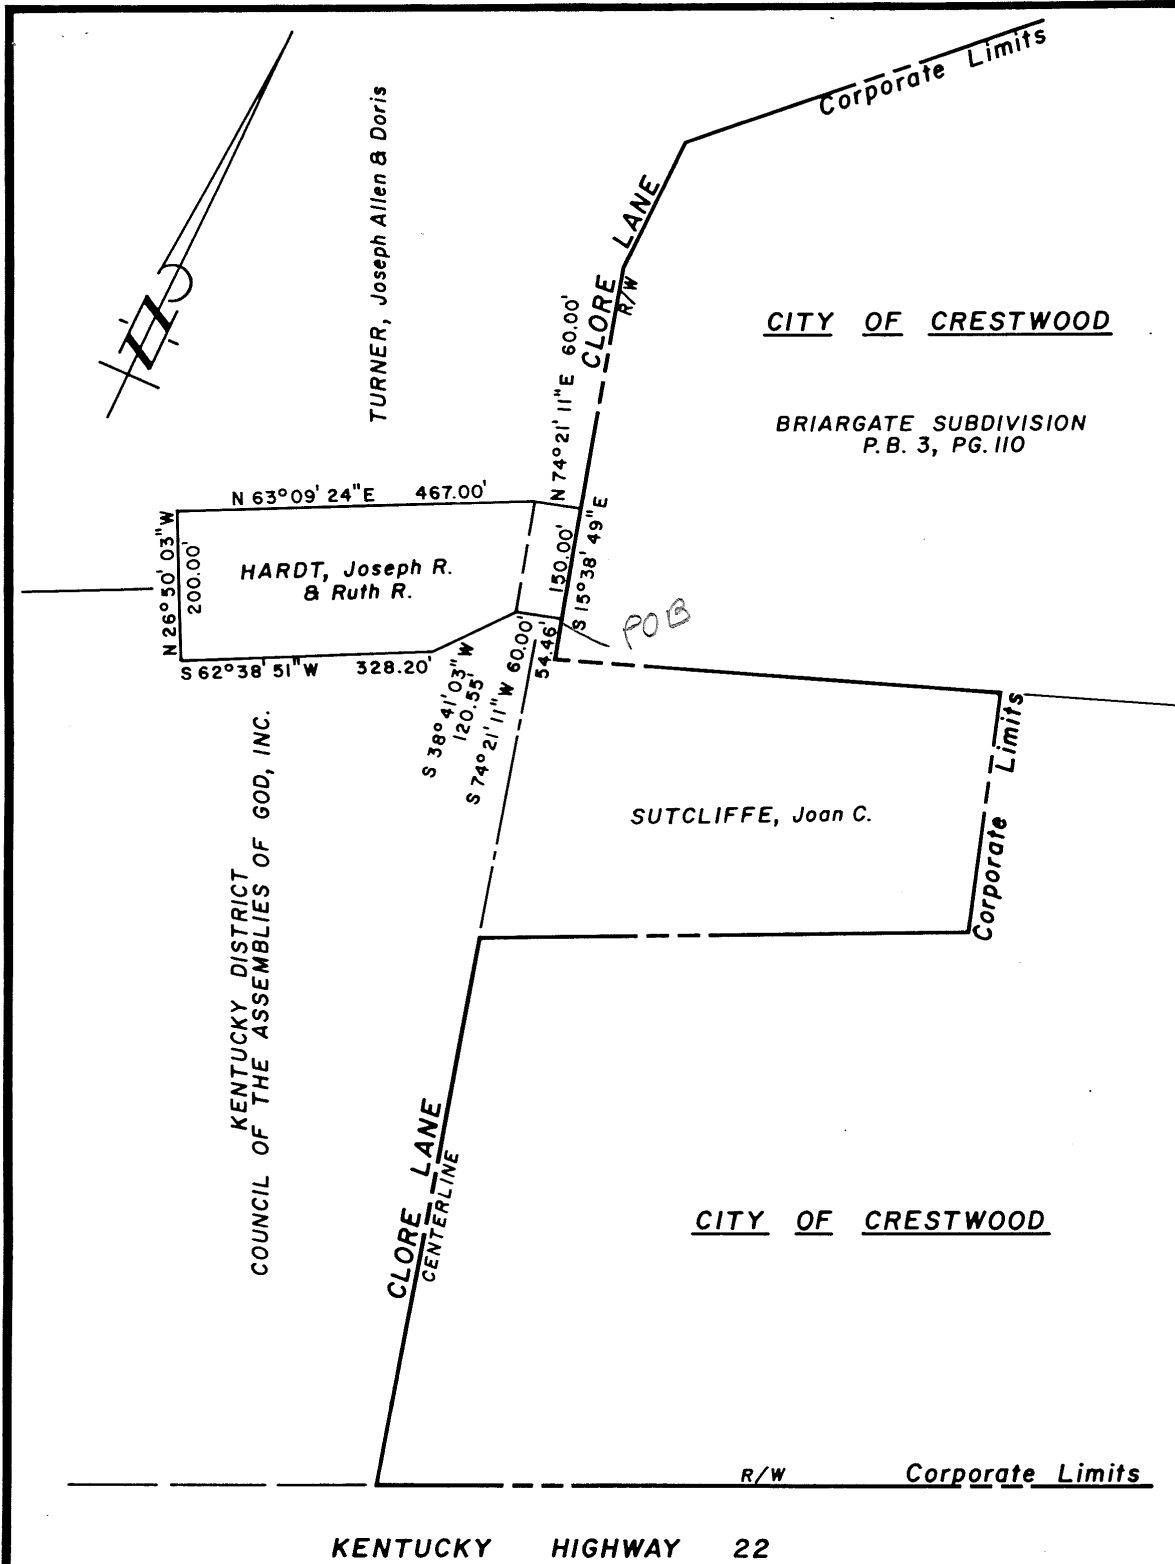 Corporate Limits
TURNER, Joseph Allen & Doris
CLORE LANE
R/W
CITY OF CRESTWOOD
BRIARGATE SUBDIVISION
P.B. 3, PG. 110
N 74°21'11"E 60.00'
N 63°09'24"E 467.00'
N 26°50'03"W
200.00'
HARDT, Joseph R.
& Ruth R.
150.00'
S 15°38'49"E
POB
54.46'
S 62°38'51"W 328.20'
S 38°41'03"W
120.55'
S 74°21'11"W 60.00'
Corporate Limits
SUTCLIFFE, Joan C.
KENTUCKY DISTRICT
COUNCIL OF THE ASSEMBLIES OF GOD, INC.
CLORE LANE
CENTERLINE
CITY OF CRESTWOOD
R/W Corporate Limits
KENTUCKY HIGHWAY 22